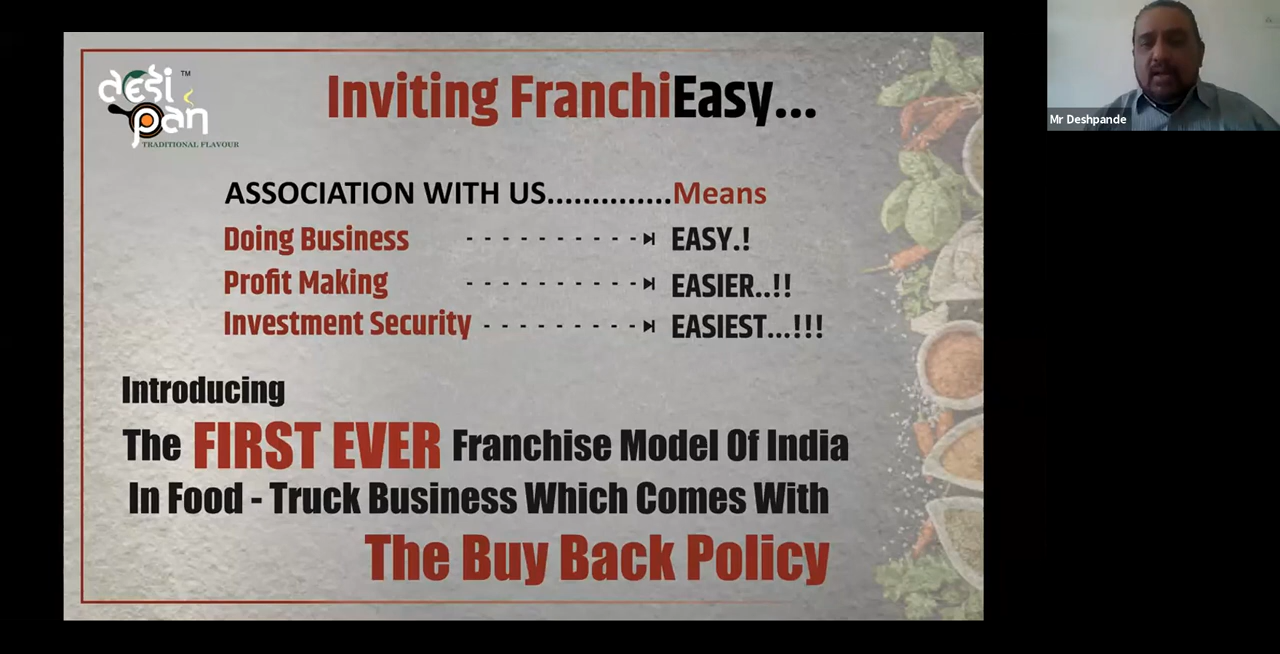 desi
pan
TM
TRADITIONAL FLAVOUR
Inviting FranchiEasy...
ASSOCIATION WITH US..............Means
Doing Business - - - - - - - - - - EASY.!
Profit Making - - - - - - - - - - EASIER..!!
Investment Security - - - - - - - - - EASIEST...!!!
Introducing
The FIRST EVER Franchise Model Of India
In Food - Truck Business Which Comes With
The Buy Back Policy
Mr Deshpande